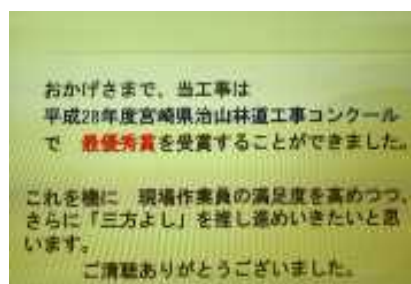 おかげさまで、当工事は
平成28年度宮崎県治山林道工事コンクール
で 最優秀賞を受賞することができました。
これを機に 現場作業員の満足度を高めつつ、
さらに「三方よし」を推し進めいきたいと思
います。
ご清聴ありがとうございました。